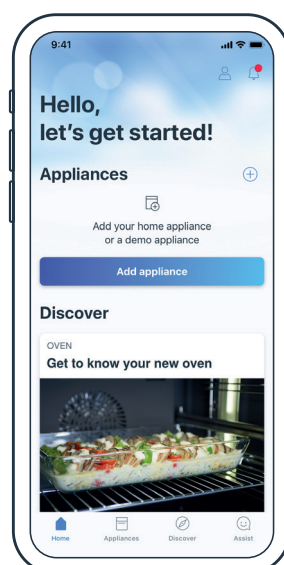 9:41
Hello,
let's get started!
Appliances
Add your home appliance
or a demo appliance
Add appliance
Discover
OVEN
Get to know your new oven
Home Appliances Discover Assist